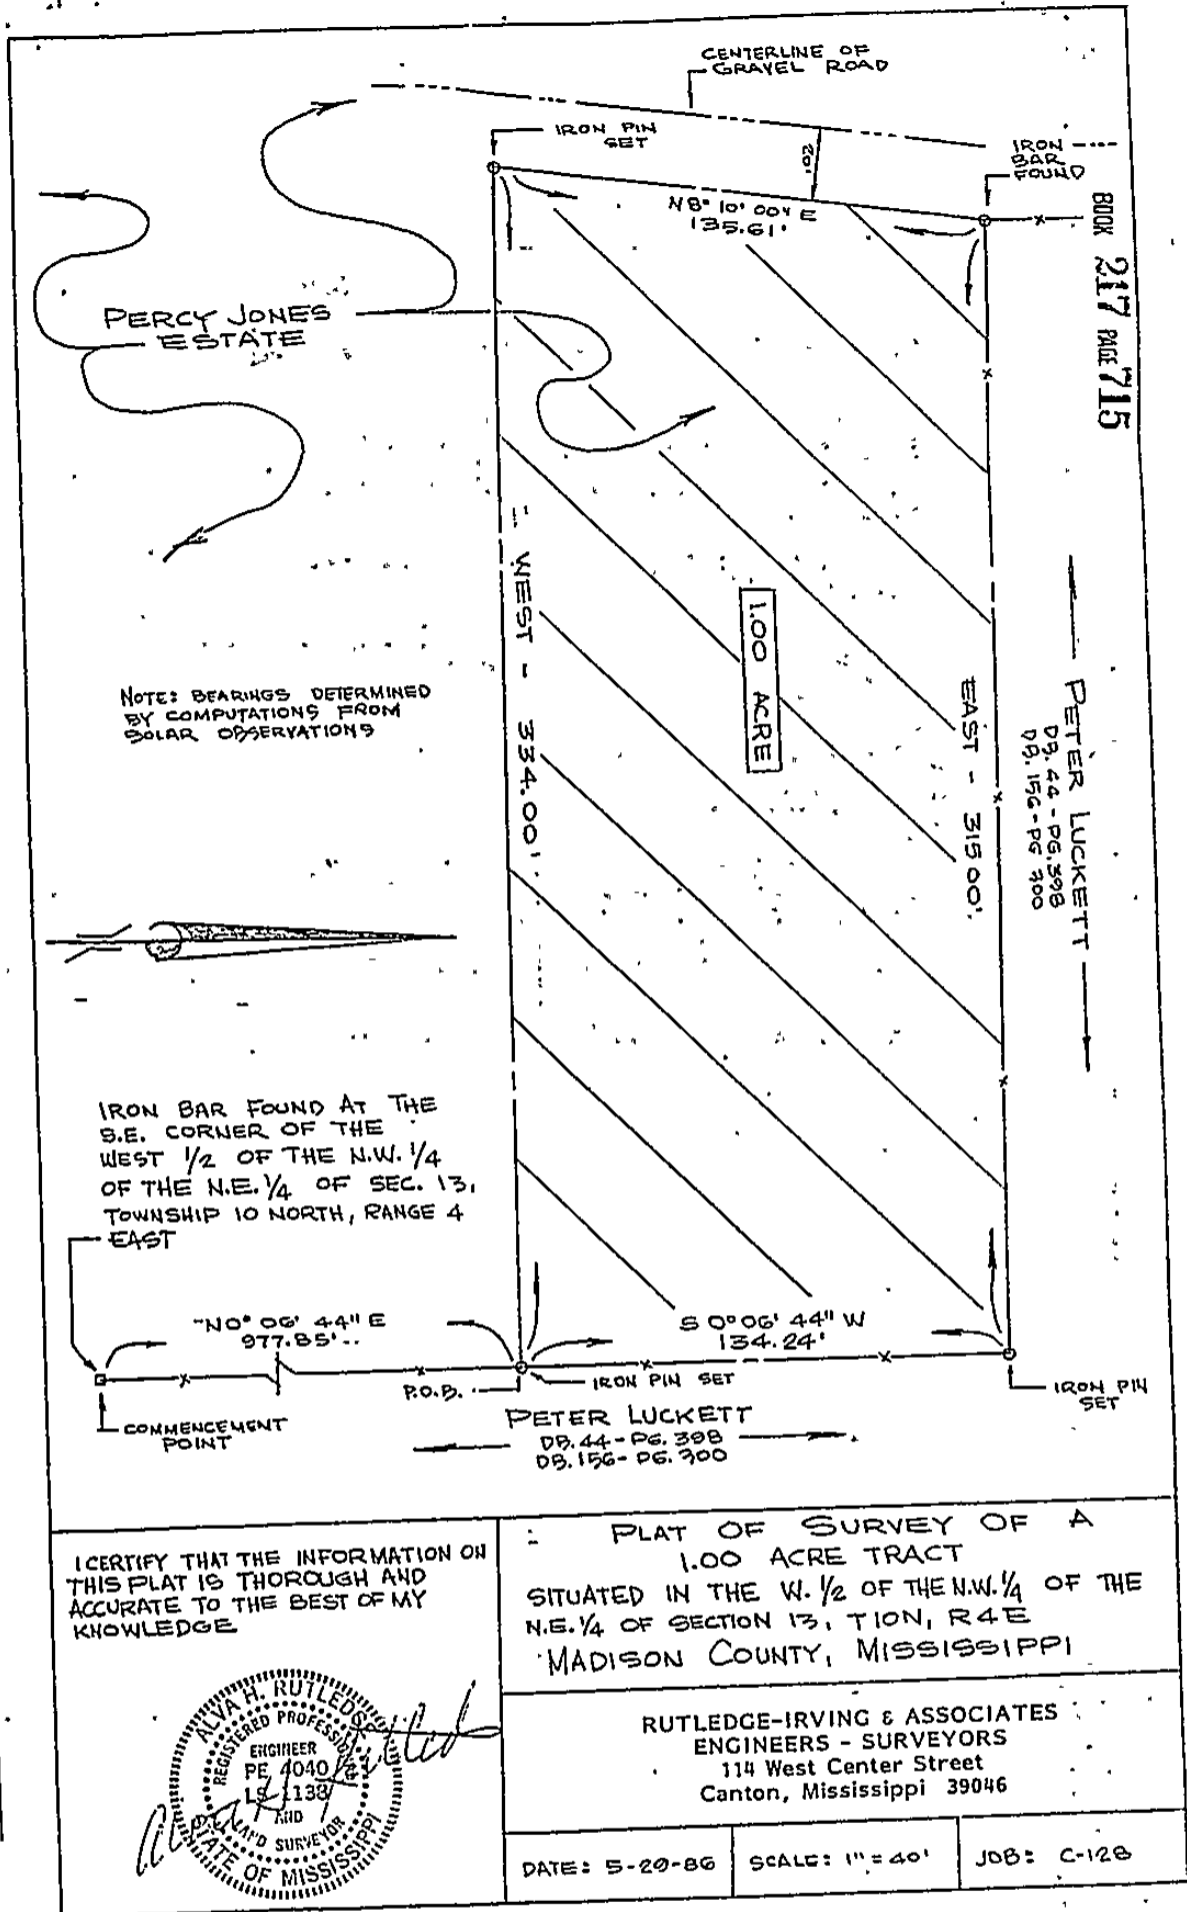 CENTERLINE OF
GRAVEL ROAD
IRON PIN
SET
IRON
BAR
FOUND
20'
N 8° 10' 00" E
135.61'
BOOK 217 PAGE 715
PERCY JONES
ESTATE
WEST - 334.00'
1.00 ACRE
EAST - 315.00'
PETER LUCKETT
DB. 44 - PG. 398
DB. 156 - PG 300
NOTE: BEARINGS DETERMINED
BY COMPUTATIONS FROM
SOLAR OBSERVATIONS
IRON BAR FOUND AT THE
S.E. CORNER OF THE
WEST 1/2 OF THE N.W. 1/4
OF THE N.E. 1/4 OF SEC. 13,
TOWNSHIP 10 NORTH, RANGE 4
EAST
N0° 06' 44" E
977.85'
S 0° 06' 44" W
134.24'
P.O.B.
IRON PIN SET
IRON PIN
SET
COMMENCEMENT
POINT
PETER LUCKETT
DB. 44 - PG. 398
DB. 156 - PG. 300
I CERTIFY THAT THE INFORMATION ON
THIS PLAT IS THOROUGH AND
ACCURATE TO THE BEST OF MY
KNOWLEDGE
ALVA H. RUTLEDGE
REGISTERED PROFESSIONAL
ENGINEER
PE 4040
LS 1138
AND
LAND SURVEYOR
STATE OF MISSISSIPPI
PLAT OF SURVEY OF A
1.00 ACRE TRACT
SITUATED IN THE W. 1/2 OF THE N.W. 1/4 OF THE
N.E. 1/4 OF SECTION 13, T10N, R4E
MADISON COUNTY, MISSISSIPPI
RUTLEDGE-IRVING & ASSOCIATES
ENGINEERS - SURVEYORS
114 West Center Street
Canton, Mississippi 39046
DATE: 5-29-86
SCALE: 1" = 40'
JOB: C-128